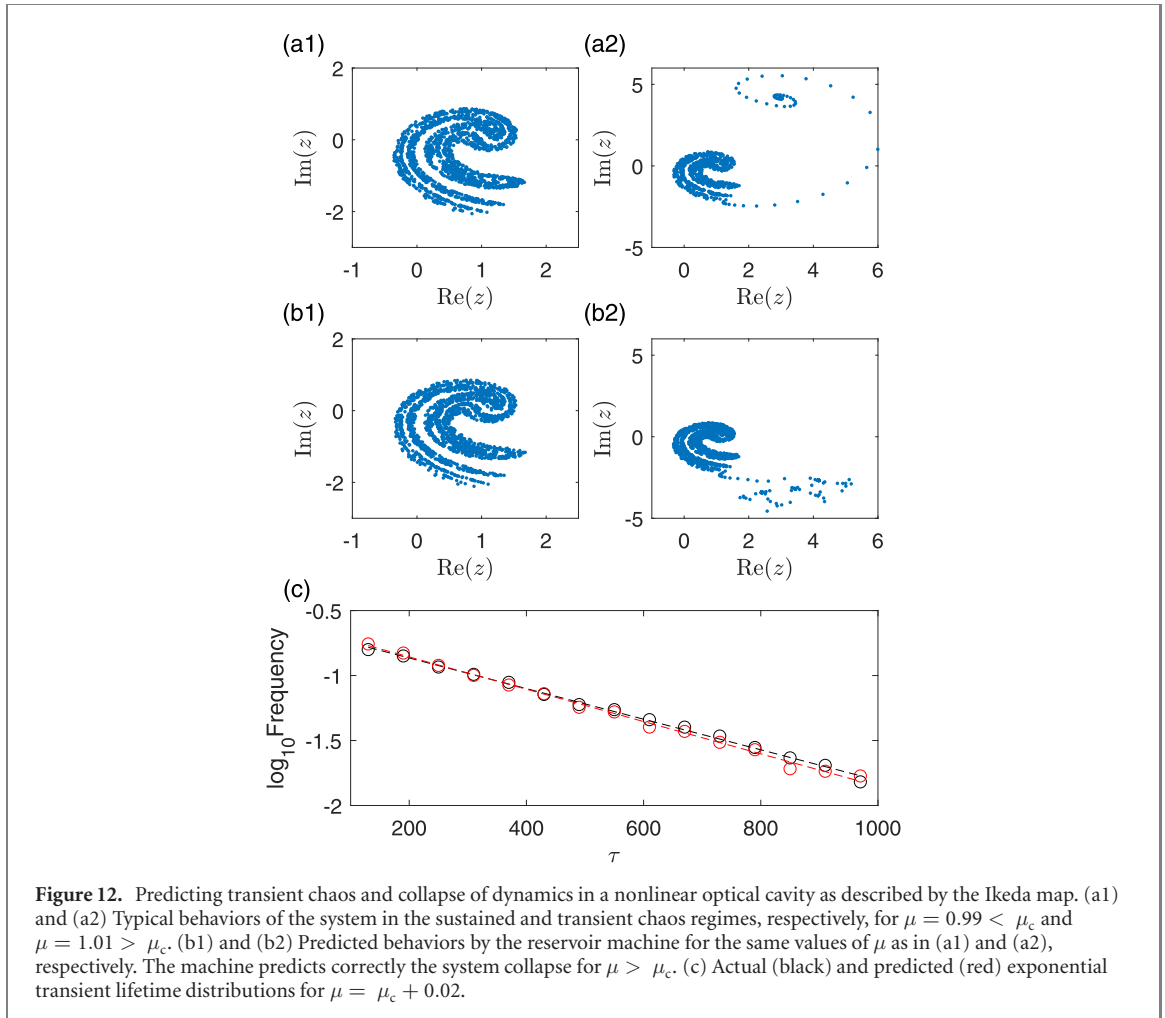 (a1)
(a2)
2
0
-2
Im(z)
-1
0
1
2
Re(z)
5
0
-5
Im(z)
0
2
4
6
Re(z)
(b1)
(b2)
2
0
-2
Im(z)
-1
0
1
2
Re(z)
5
0
-5
Im(z)
0
2
4
6
Re(z)
(c)
-0.5
-1
-1.5
-2
log₁₀Frequency
200
400
600
800
1000
τ
Figure 12. Predicting transient chaos and collapse of dynamics in a nonlinear optical cavity as described by the Ikeda map. (a1)
and (a2) Typical behaviors of the system in the sustained and transient chaos regimes, respectively, for μ = 0.99 < μc and
μ = 1.01 > μc. (b1) and (b2) Predicted behaviors by the reservoir machine for the same values of μ as in (a1) and (a2),
respectively. The machine predicts correctly the system collapse for μ > μc. (c) Actual (black) and predicted (red) exponential
transient lifetime distributions for μ = μc + 0.02.